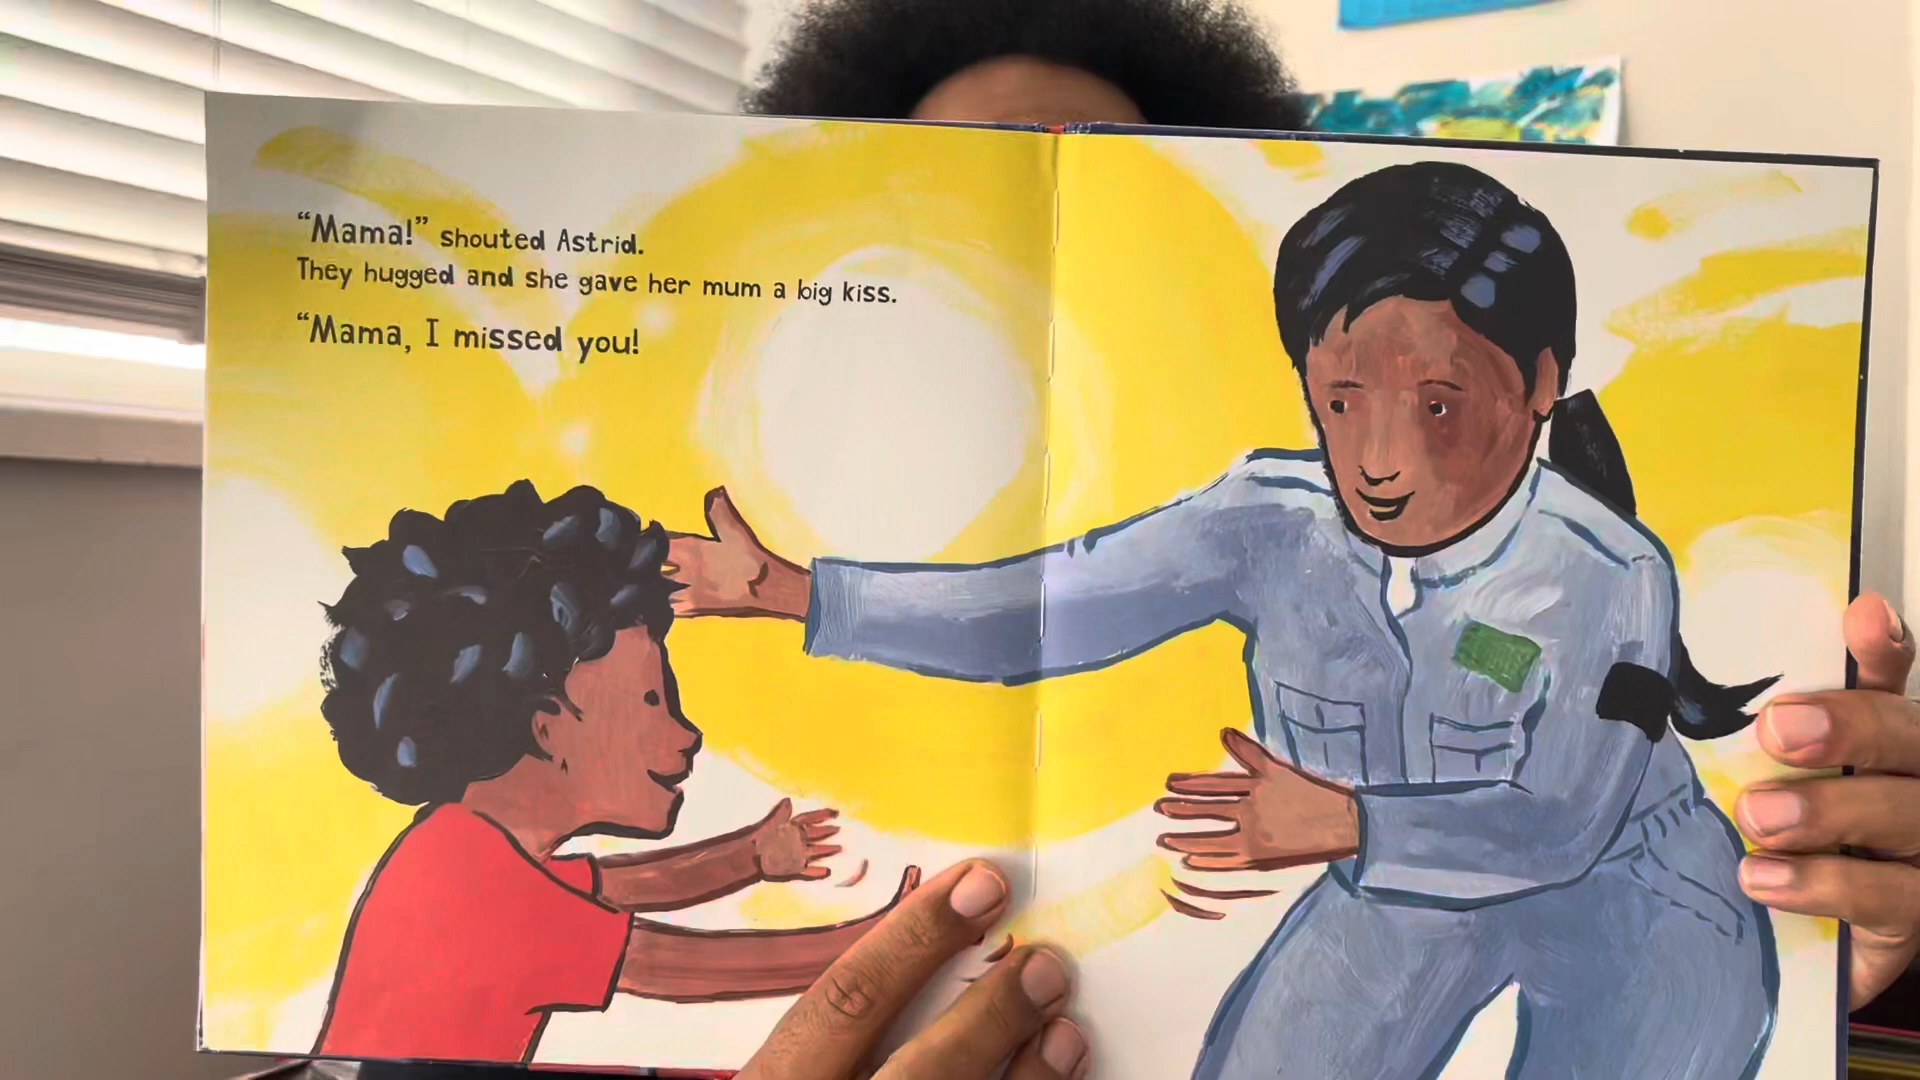 “Mama!” shouted Astrid.
They hugged and she gave her mum a big kiss.
“Mama, I missed you!